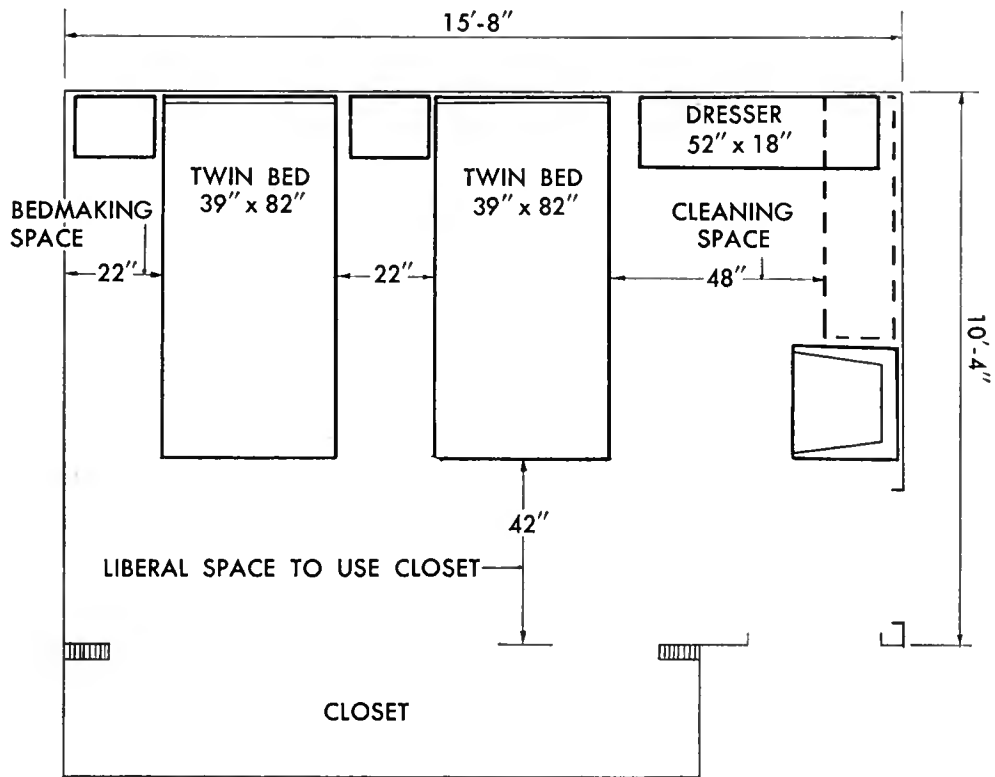 15'-8"
DRESSER
52" x 18"
TWIN BED
39" x 82"
TWIN BED
39" x 82"
BEDMAKING
SPACE
CLEANING
SPACE
22"
22"
48"
10'-4"
42"
LIBERAL SPACE TO USE CLOSET
CLOSET